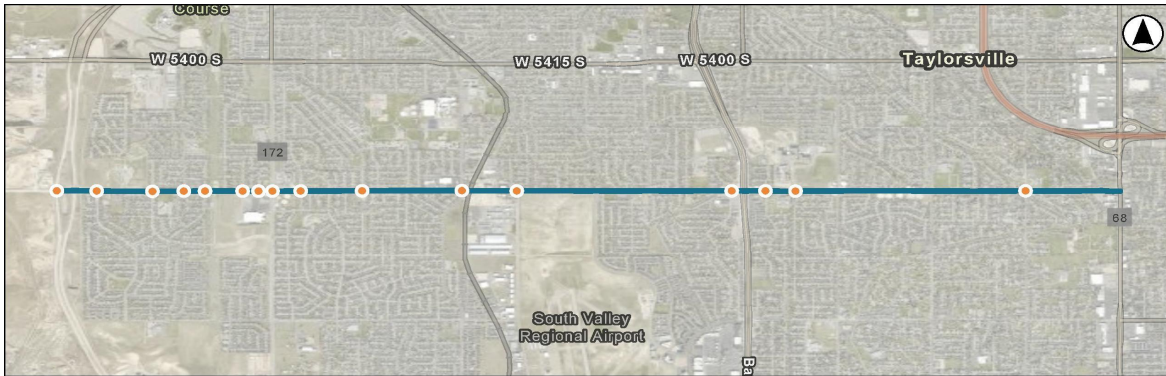 Course
W 5400 S
W 5415 S
W 5400 S
Taylorsville
172
68
South Valley
Regional Airport
Ba